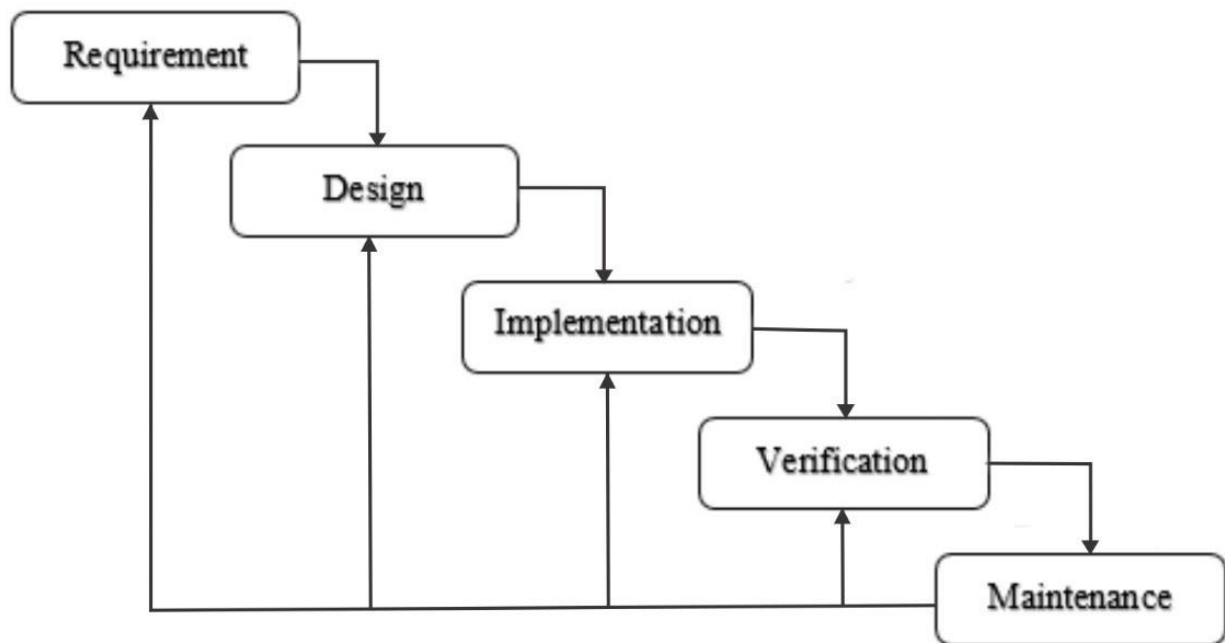 Requirement
Design
Implementation
Verification
Maintenance